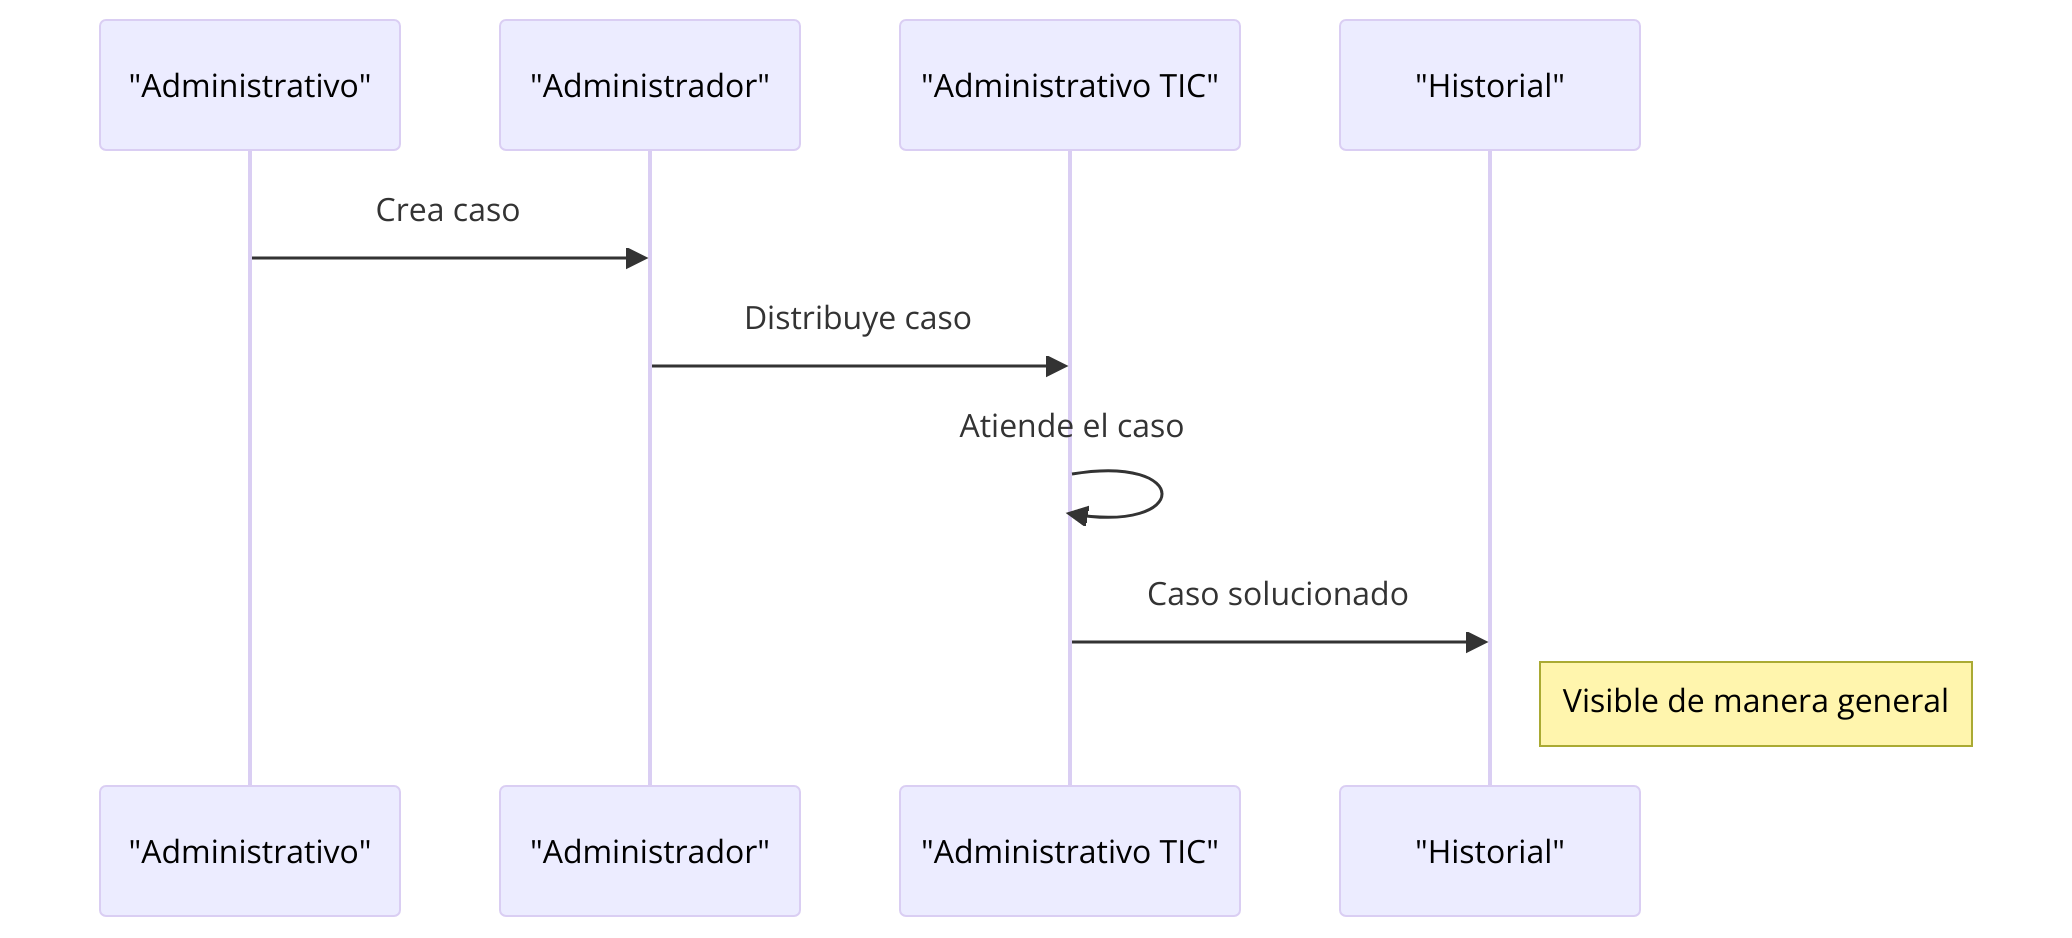 "Administrativo"
"Administrador"
"Administrativo TIC"
"Historial"
Crea caso
Distribuye caso
Atiende el caso
Caso solucionado
Visible de manera general
"Administrativo"
"Administrador"
"Administrativo TIC"
"Historial"